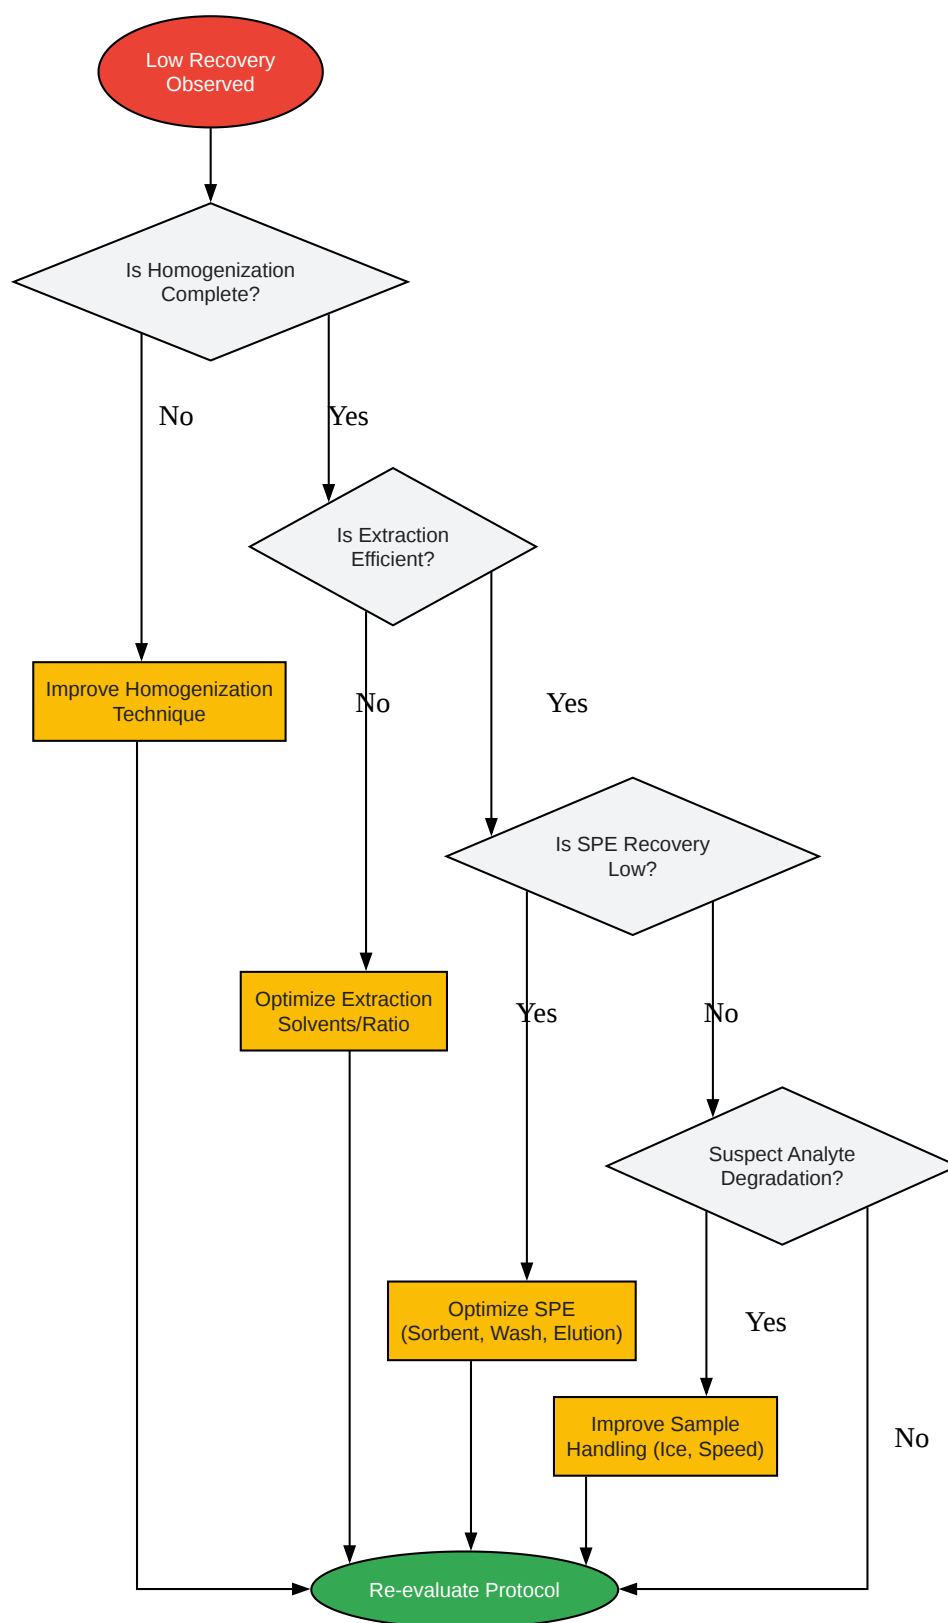 Low Recovery
Observed
Is Homogenization
Complete?
No
Yes
Is Extraction
Efficient?
Improve Homogenization
Technique
No
Yes
Is SPE Recovery
Low?
Optimize Extraction
Solvents/Ratio
Yes
No
Suspect Analyte
Degradation?
Optimize SPE
(Sorbent, Wash, Elution)
Yes
Improve Sample
Handling (Ice, Speed)
No
Re-evaluate Protocol